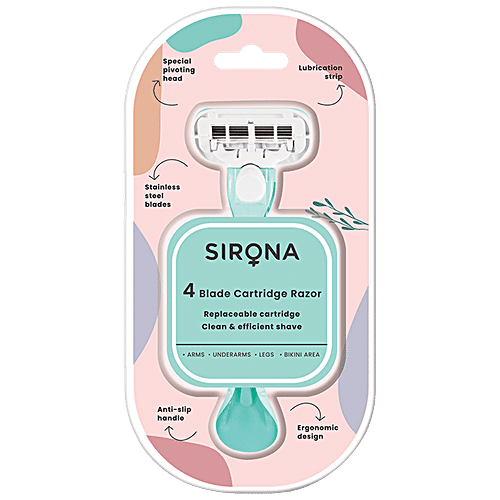 Special
pivoting
head
Lubrication
strip
Stainless
steel
blades
SIRONA
4 Blade Cartridge Razor
Replaceable cartridge
Clean & efficient shave
• ARMS • UNDERARMS • LEGS • BIKINI AREA
Anti-slip
handle
Ergonomic
design